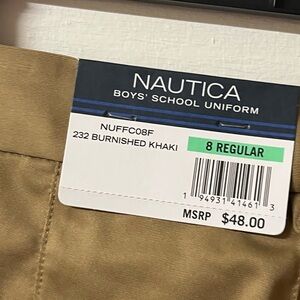 NAUTICA
BOYS' SCHOOL UNIFORM
NUFFC08F
232 BURNISHED KHAKI
8 REGULAR
1 94931 41461 3
MSRP $48.00